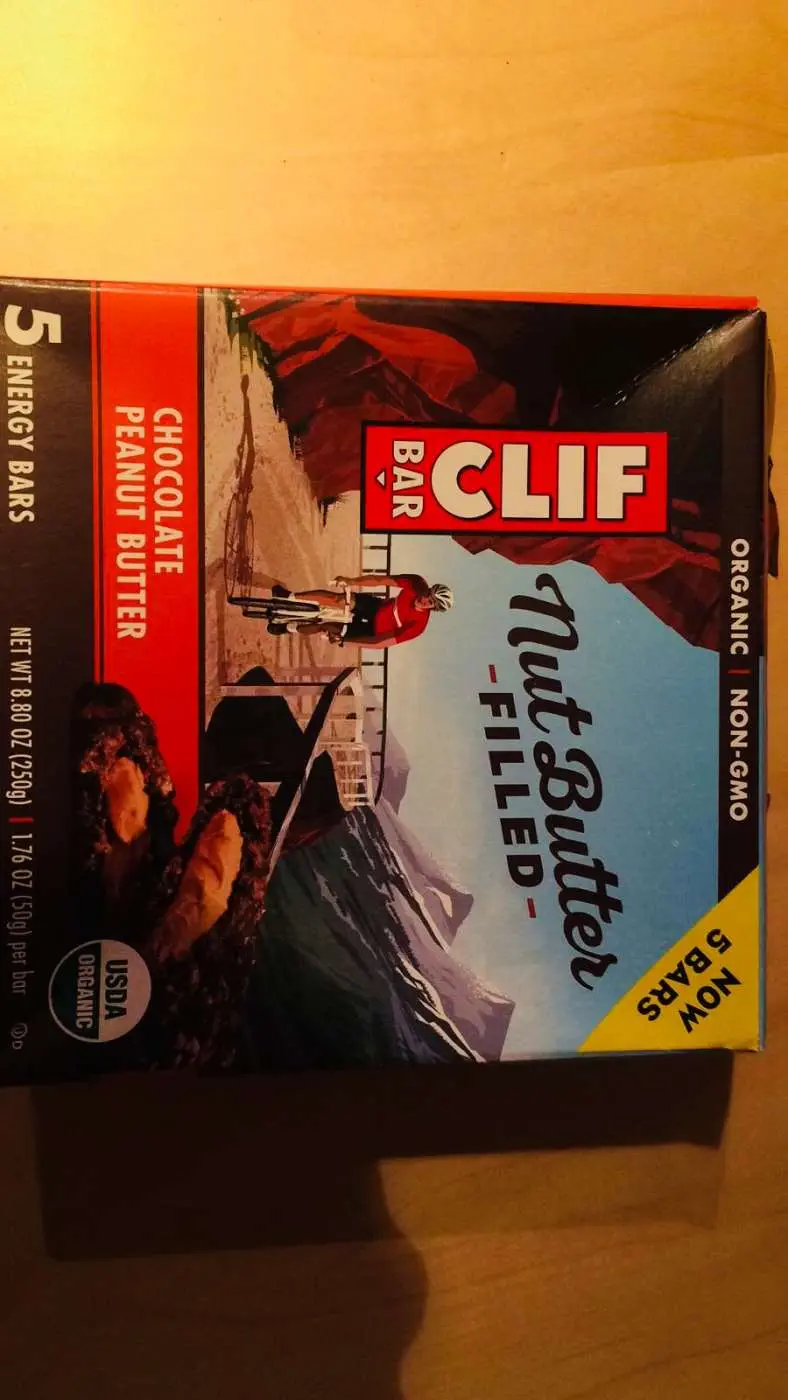 ORGANIC | NON-GMO
NOW
5 BARS
CLIF
BAR
Nut Butter
-FILLED-
CHOCOLATE
PEANUT BUTTER
USDA
ORGANIC
5 ENERGY BARS
NET WT 8.80 OZ (250g) | 1.76 OZ (50g) per bar
Ⓤ D